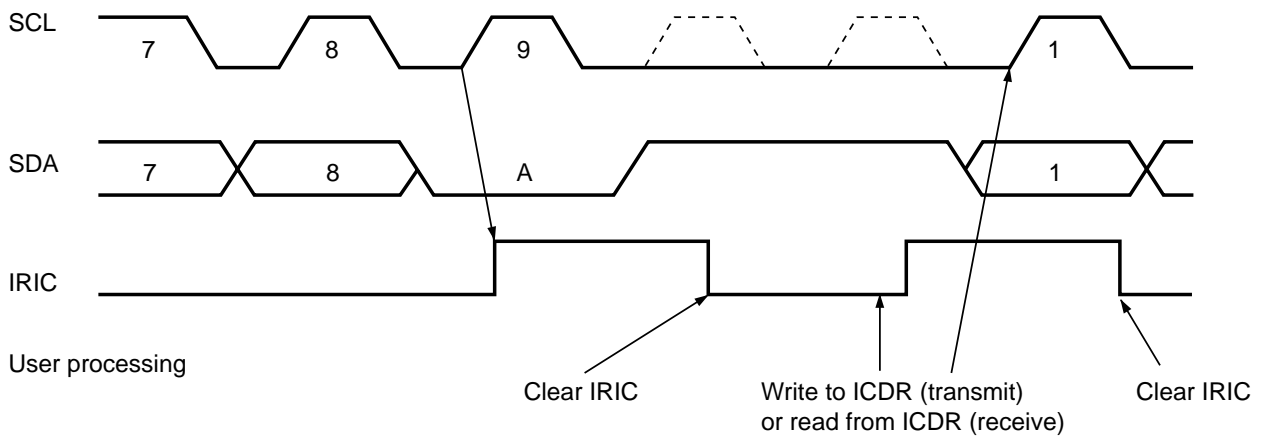 SCL
7 8 9 1
SDA
7 8 A 1
IRIC
User processing
Clear IRIC
Write to ICDR (transmit)
or read from ICDR (receive)
Clear IRIC